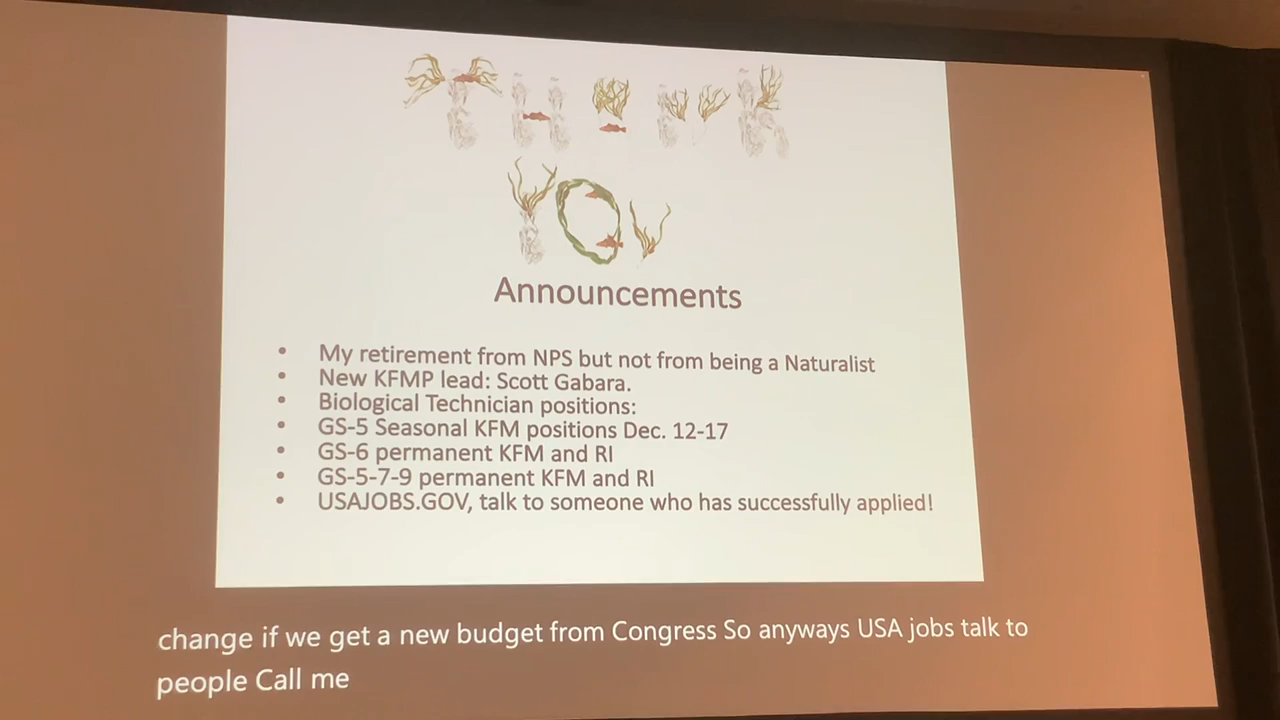 THANK
YOU
Announcements
• My retirement from NPS but not from being a Naturalist
• New KFMP lead: Scott Gabara.
• Biological Technician positions:
• GS-5 Seasonal KFM positions Dec. 12-17
• GS-6 permanent KFM and RI
• GS-5-7-9 permanent KFM and RI
• USAJOBS.GOV, talk to someone who has successfully applied!
change if we get a new budget from Congress So anyways USA jobs talk to
people Call me